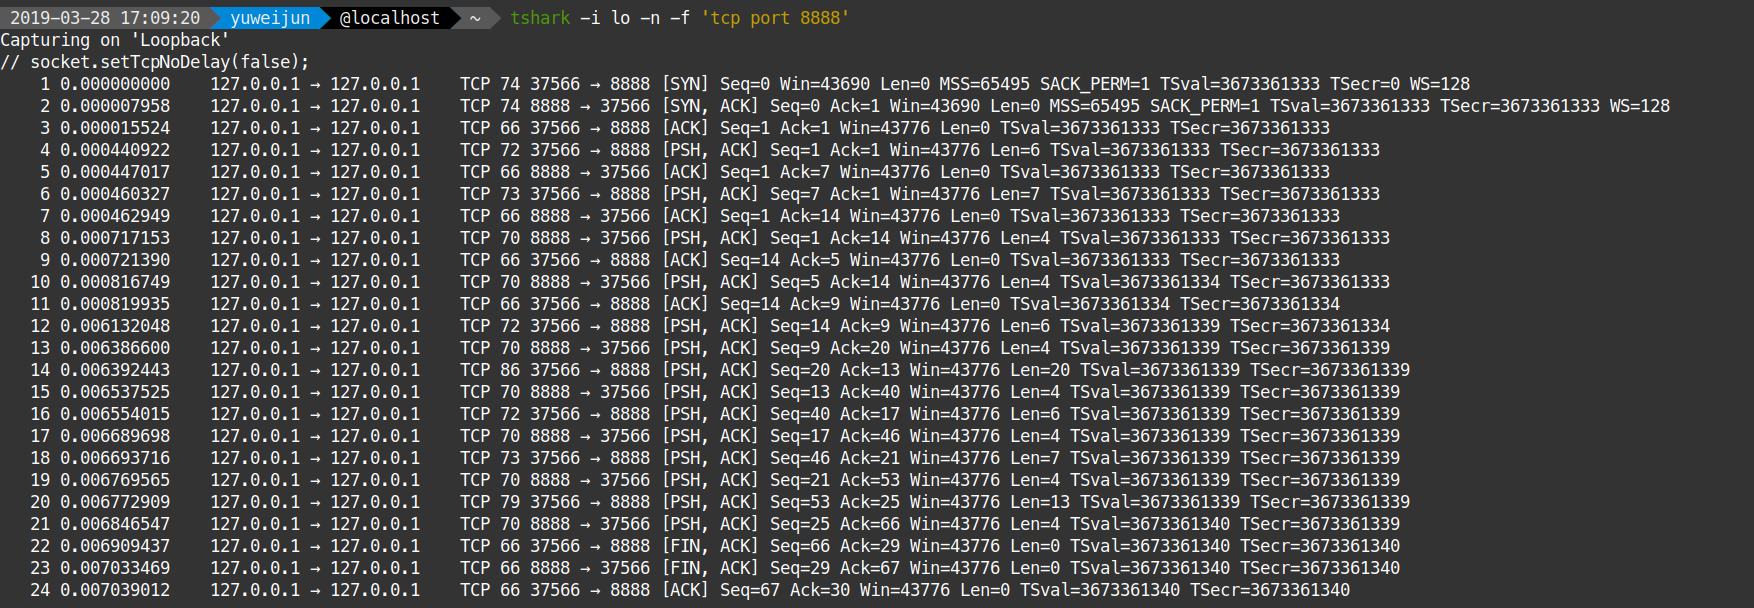 2019-03-28 17:09:20 yuweijun @localhost ~ tshark -i lo -n -f 'tcp port 8888'
Capturing on 'Loopback'
// socket.setTcpNoDelay(false);
1 0.000000000 127.0.0.1 → 127.0.0.1 TCP 74 37566 → 8888 [SYN] Seq=0 Win=43690 Len=0 MSS=65495 SACK_PERM=1 TSval=3673361333 TSecr=0 WS=128
2 0.000007958 127.0.0.1 → 127.0.0.1 TCP 74 8888 → 37566 [SYN, ACK] Seq=0 Ack=1 Win=43690 Len=0 MSS=65495 SACK_PERM=1 TSval=3673361333 TSecr=3673361333 WS=128
3 0.000015524 127.0.0.1 → 127.0.0.1 TCP 66 37566 → 8888 [ACK] Seq=1 Ack=1 Win=43776 Len=0 TSval=3673361333 TSecr=3673361333
4 0.000440922 127.0.0.1 → 127.0.0.1 TCP 72 37566 → 8888 [PSH, ACK] Seq=1 Ack=1 Win=43776 Len=6 TSval=3673361333 TSecr=3673361333
5 0.000447017 127.0.0.1 → 127.0.0.1 TCP 66 8888 → 37566 [ACK] Seq=1 Ack=7 Win=43776 Len=0 TSval=3673361333 TSecr=3673361333
6 0.000460327 127.0.0.1 → 127.0.0.1 TCP 73 37566 → 8888 [PSH, ACK] Seq=7 Ack=1 Win=43776 Len=7 TSval=3673361333 TSecr=3673361333
7 0.000462949 127.0.0.1 → 127.0.0.1 TCP 66 8888 → 37566 [ACK] Seq=1 Ack=14 Win=43776 Len=0 TSval=3673361333 TSecr=3673361333
8 0.000717153 127.0.0.1 → 127.0.0.1 TCP 70 8888 → 37566 [PSH, ACK] Seq=1 Ack=14 Win=43776 Len=4 TSval=3673361333 TSecr=3673361333
9 0.000721390 127.0.0.1 → 127.0.0.1 TCP 66 37566 → 8888 [ACK] Seq=14 Ack=5 Win=43776 Len=0 TSval=3673361333 TSecr=3673361333
10 0.000816749 127.0.0.1 → 127.0.0.1 TCP 70 8888 → 37566 [PSH, ACK] Seq=5 Ack=14 Win=43776 Len=4 TSval=3673361334 TSecr=3673361333
11 0.000819935 127.0.0.1 → 127.0.0.1 TCP 66 37566 → 8888 [ACK] Seq=14 Ack=9 Win=43776 Len=0 TSval=3673361334 TSecr=3673361334
12 0.006132048 127.0.0.1 → 127.0.0.1 TCP 72 37566 → 8888 [PSH, ACK] Seq=14 Ack=9 Win=43776 Len=6 TSval=3673361339 TSecr=3673361334
13 0.006386600 127.0.0.1 → 127.0.0.1 TCP 70 8888 → 37566 [PSH, ACK] Seq=9 Ack=20 Win=43776 Len=4 TSval=3673361339 TSecr=3673361339
14 0.006392443 127.0.0.1 → 127.0.0.1 TCP 86 37566 → 8888 [PSH, ACK] Seq=20 Ack=13 Win=43776 Len=20 TSval=3673361339 TSecr=3673361339
15 0.006537525 127.0.0.1 → 127.0.0.1 TCP 70 8888 → 37566 [PSH, ACK] Seq=13 Ack=40 Win=43776 Len=4 TSval=3673361339 TSecr=3673361339
16 0.006554015 127.0.0.1 → 127.0.0.1 TCP 72 37566 → 8888 [PSH, ACK] Seq=40 Ack=17 Win=43776 Len=6 TSval=3673361339 TSecr=3673361339
17 0.006689698 127.0.0.1 → 127.0.0.1 TCP 70 8888 → 37566 [PSH, ACK] Seq=17 Ack=46 Win=43776 Len=4 TSval=3673361339 TSecr=3673361339
18 0.006693716 127.0.0.1 → 127.0.0.1 TCP 73 37566 → 8888 [PSH, ACK] Seq=46 Ack=21 Win=43776 Len=7 TSval=3673361339 TSecr=3673361339
19 0.006769565 127.0.0.1 → 127.0.0.1 TCP 70 8888 → 37566 [PSH, ACK] Seq=21 Ack=53 Win=43776 Len=4 TSval=3673361339 TSecr=3673361339
20 0.006772909 127.0.0.1 → 127.0.0.1 TCP 79 37566 → 8888 [PSH, ACK] Seq=53 Ack=25 Win=43776 Len=13 TSval=3673361339 TSecr=3673361339
21 0.006846547 127.0.0.1 → 127.0.0.1 TCP 70 8888 → 37566 [PSH, ACK] Seq=25 Ack=66 Win=43776 Len=4 TSval=3673361340 TSecr=3673361339
22 0.006909437 127.0.0.1 → 127.0.0.1 TCP 66 37566 → 8888 [FIN, ACK] Seq=66 Ack=29 Win=43776 Len=0 TSval=3673361340 TSecr=3673361340
23 0.007033469 127.0.0.1 → 127.0.0.1 TCP 66 8888 → 37566 [FIN, ACK] Seq=29 Ack=67 Win=43776 Len=0 TSval=3673361340 TSecr=3673361340
24 0.007039012 127.0.0.1 → 127.0.0.1 TCP 66 37566 → 8888 [ACK] Seq=67 Ack=30 Win=43776 Len=0 TSval=3673361340 TSecr=3673361340